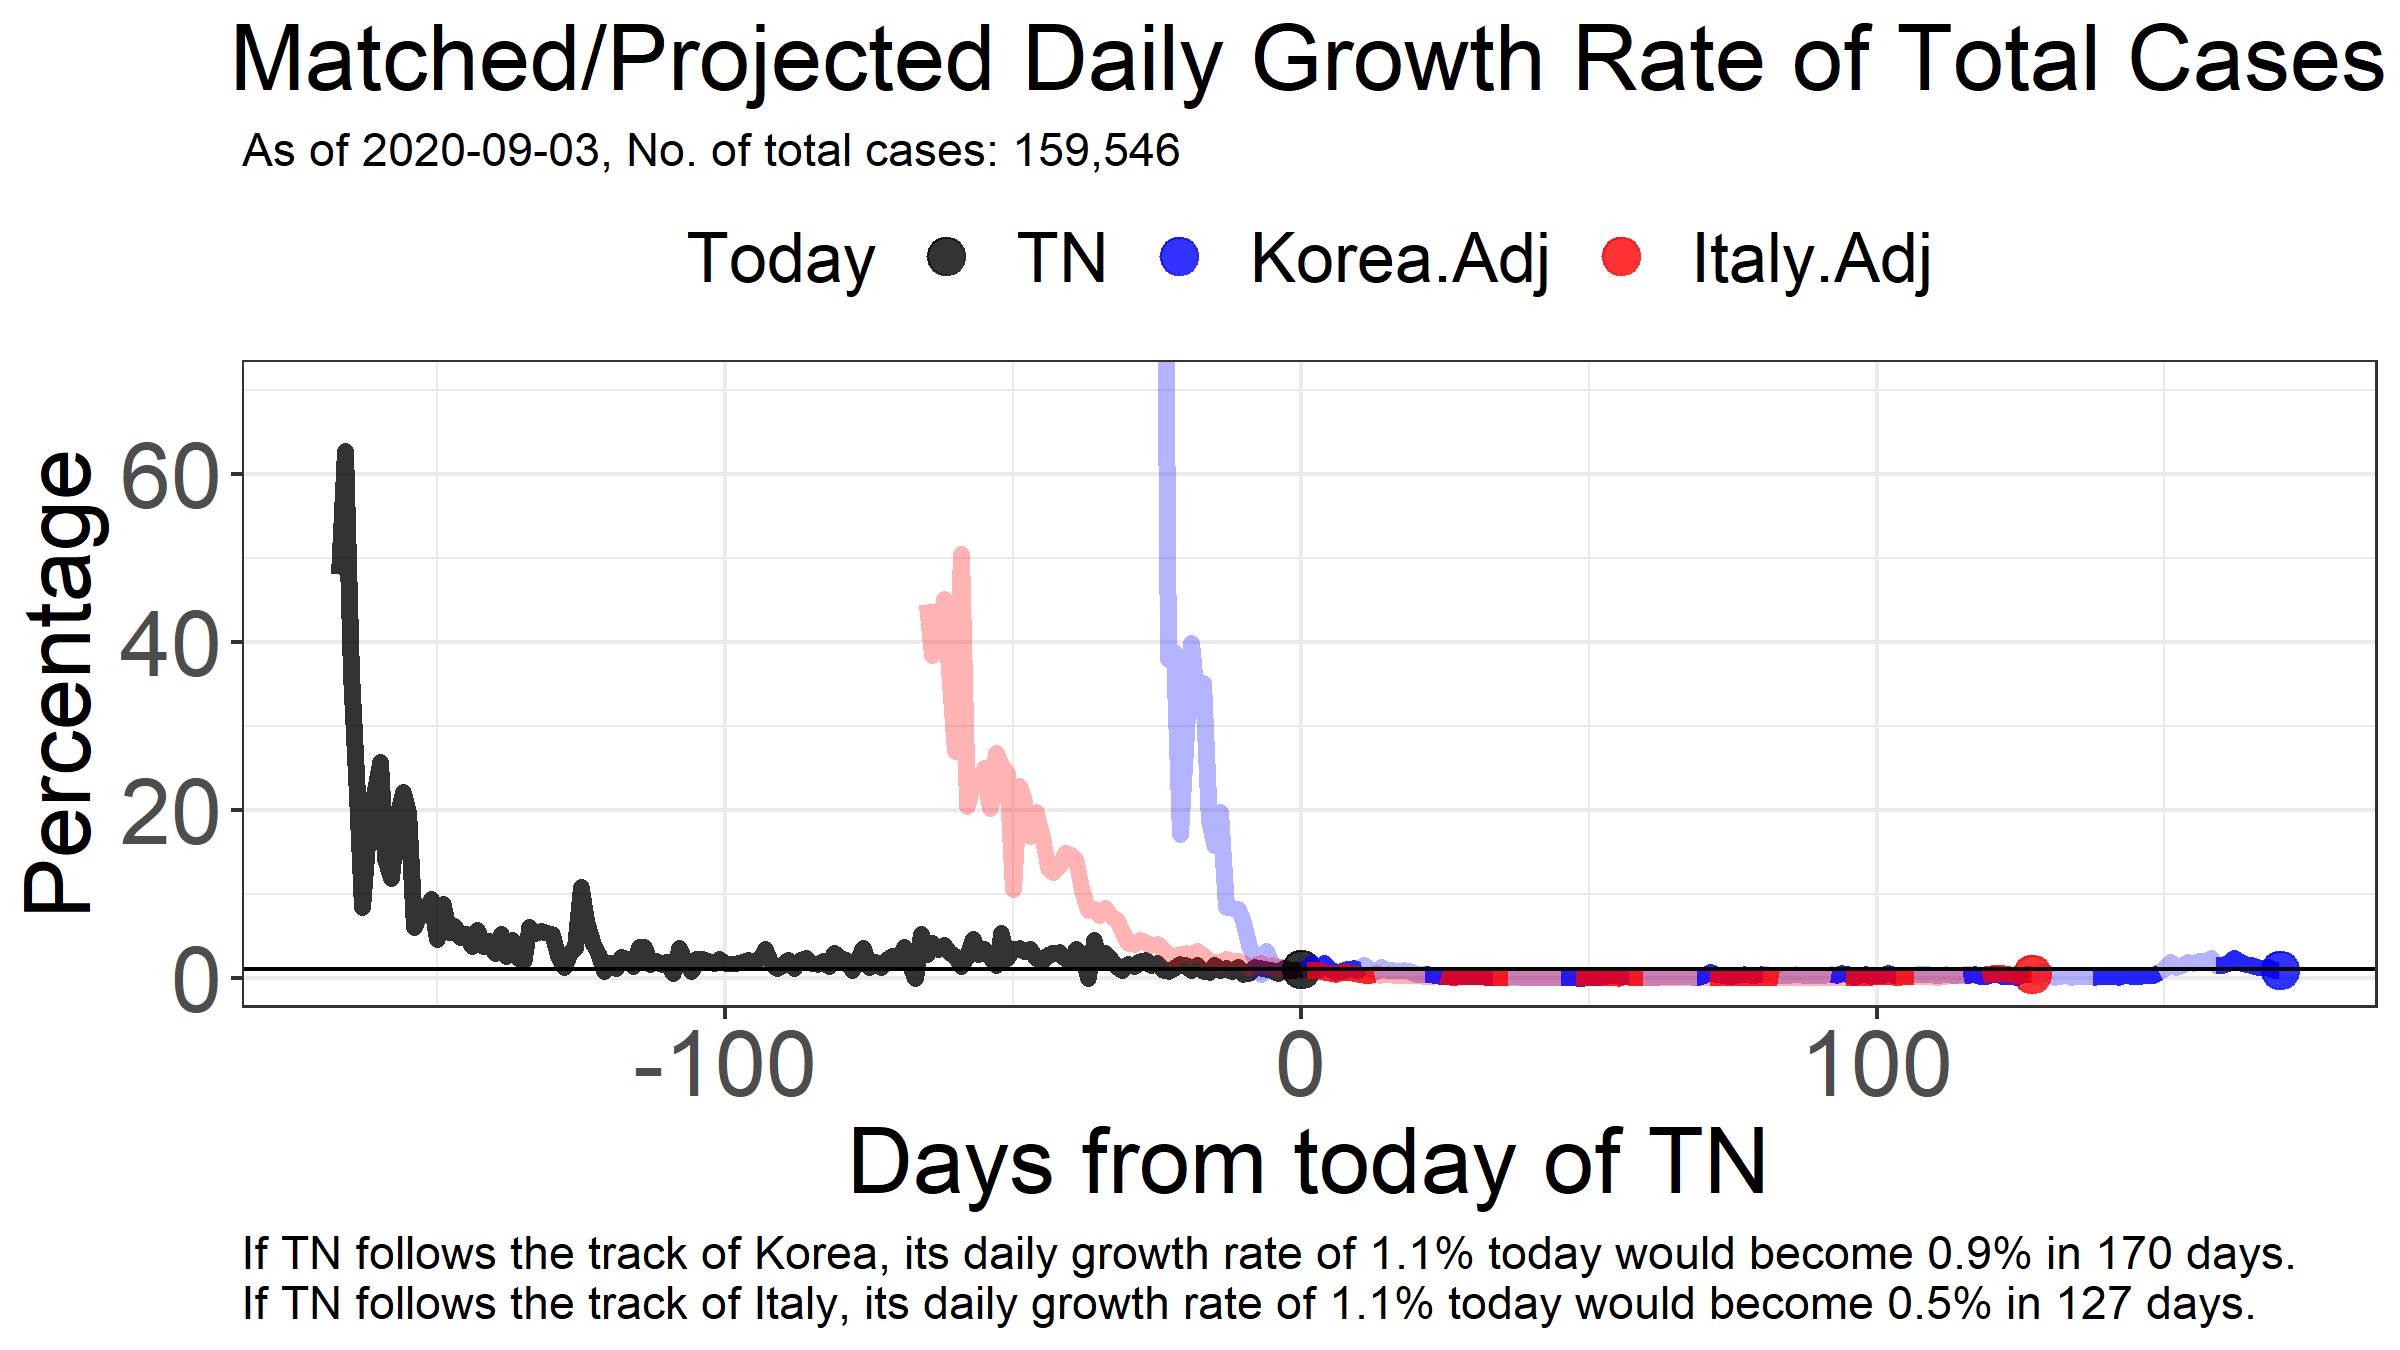 Matched/Projected Daily Growth Rate of Total Cases
As of 2020-09-03, No. of total cases: 159,546
Today TN Korea.Adj Italy.Adj
Percentage
60
40
20
0
-100 0 100
Days from today of TN
If TN follows the track of Korea, its daily growth rate of 1.1% today would become 0.9% in 170 days.
If TN follows the track of Italy, its daily growth rate of 1.1% today would become 0.5% in 127 days.